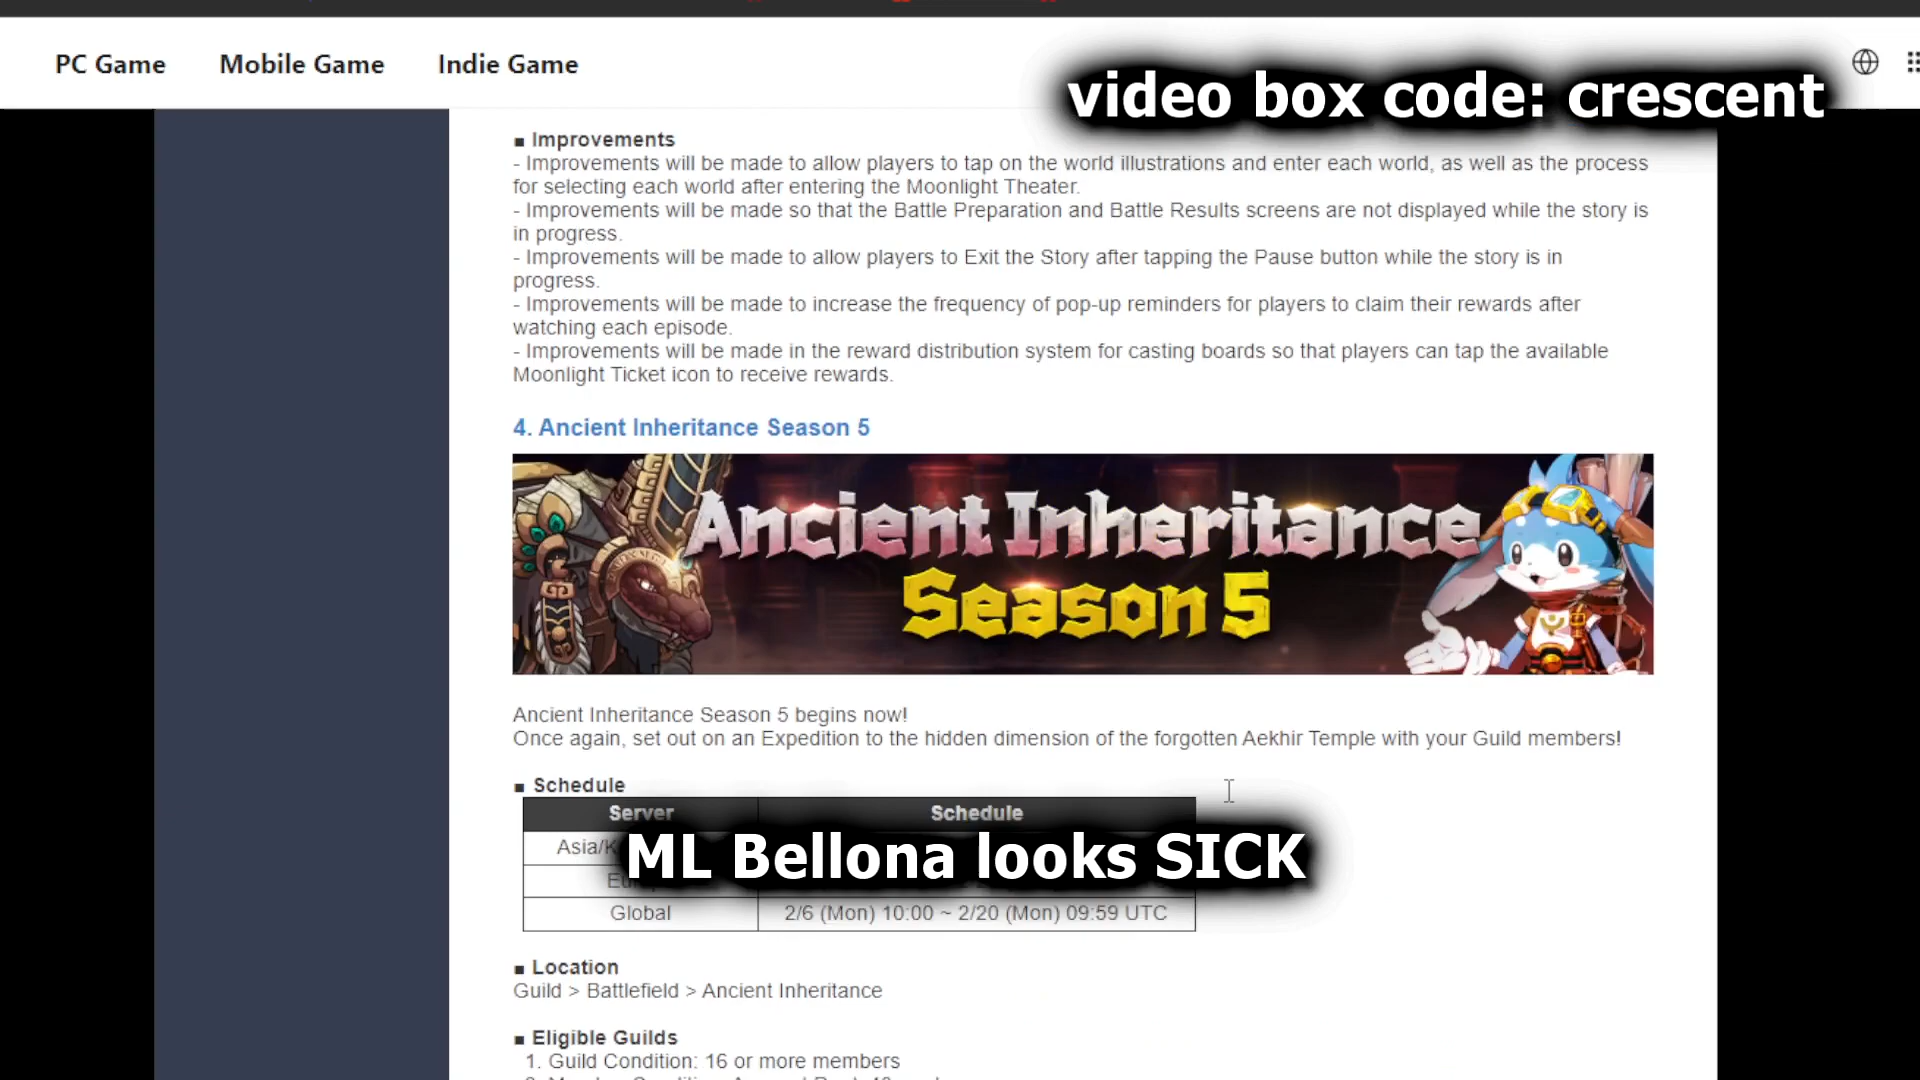 PC Game Mobile Game Indie Game
video box code: crescent
■ Improvements
- Improvements will be made to allow players to tap on the world illustrations and enter each world, as well as the process
for selecting each world after entering the Moonlight Theater.
- Improvements will be made so that the Battle Preparation and Battle Results screens are not displayed while the story is
in progress.
- Improvements will be made to allow players to Exit the Story after tapping the Pause button while the story is in
progress.
- Improvements will be made to increase the frequency of pop-up reminders for players to claim their rewards after
watching each episode.
- Improvements will be made in the reward distribution system for casting boards so that players can tap the available
Moonlight Ticket icon to receive rewards.
4. Ancient Inheritance Season 5
Ancient Inheritance
Season 5
Ancient Inheritance Season 5 begins now!
Once again, set out on an Expedition to the hidden dimension of the forgotten Aekhir Temple with your Guild members!
■ Schedule
Server Schedule
ML Bellona looks SICK
Global 2/6 (Mon) 10:00 ~ 2/20 (Mon) 09:59 UTC
■ Location
Guild > Battlefield > Ancient Inheritance
■ Eligible Guilds
1. Guild Condition: 16 or more members